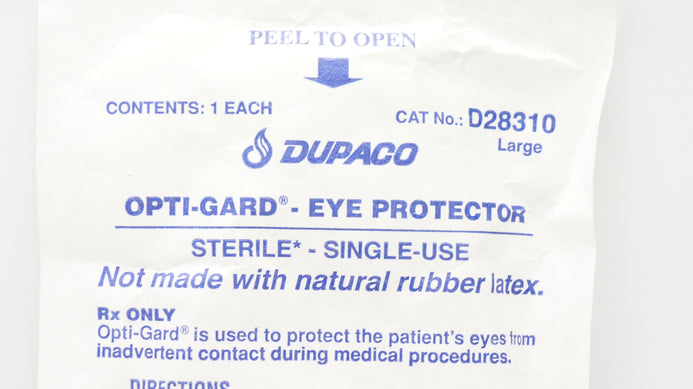 PEEL TO OPEN
CONTENTS: 1 EACH
CAT No.: D28310
Large
DUPACO
OPTI-GARD® - EYE PROTECTOR
STERILE* - SINGLE-USE
Not made with natural rubber latex.
Rx ONLY
Opti-Gard® is used to protect the patient's eyes from
inadvertent contact during medical procedures.
DIRECTIONS